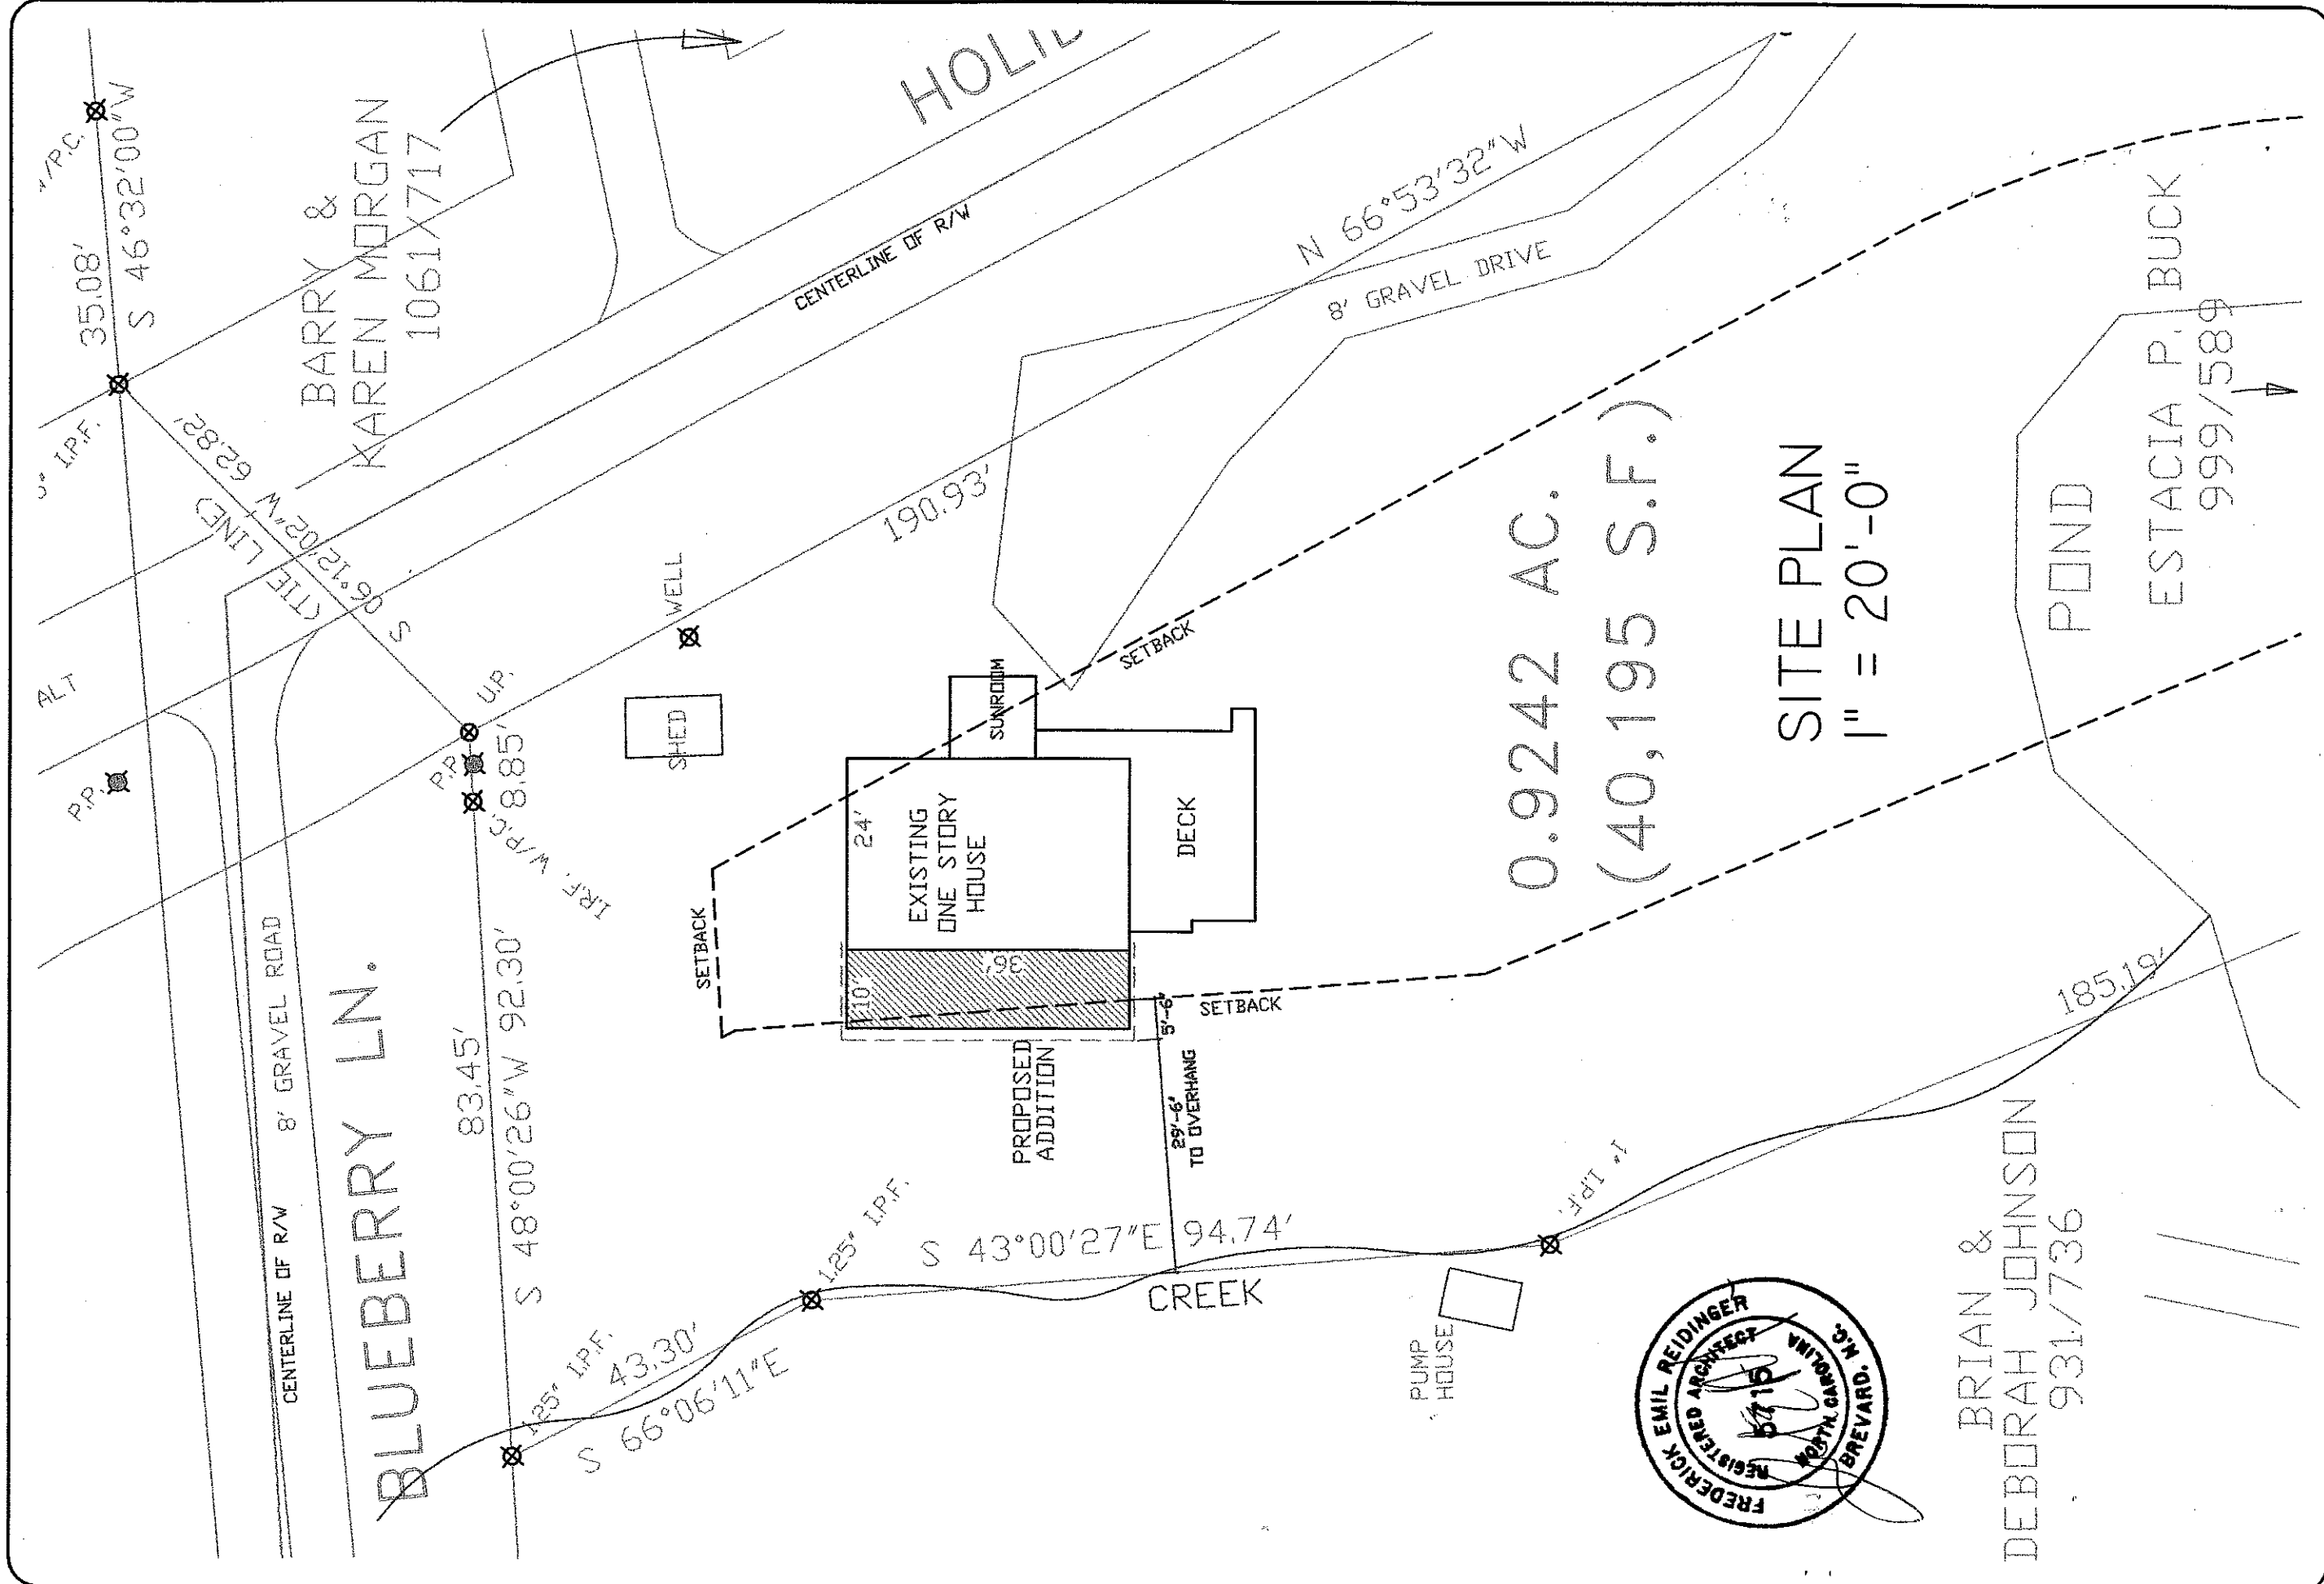 /P.C.
35.08'
S 46°32'00"W
I.P.F.
BARRY &
KAREN MORGAN
1061X717
62.82'
S 06°12'02"W
(TIE LINE)
CENTERLINE OF R/W
N 66°53'32"W
8' GRAVEL DRIVE
190.93'
WELL
U.P.
P.P.
8.85'
I.R.F. W/P.C.
P.P.
ALT
SHED
SUNROOM
SETBACK
24'
EXISTING
ONE STORY
HOUSE
DECK
10'
36'
SETBACK
SETBACK
5'-6"
29'-6"
TO OVERHANG
PROPOSED
ADDITION
8' GRAVEL ROAD
CENTERLINE OF R/W
BLUEBERRY LN.
83.45'
S 48°00'26"W 92.30'
1.25" I.P.F.
43.30'
S 66°06'11"E
1.25" I.P.F.
S 43°00'27"E 94.74'
CREEK
1" I.P.F.
PUMP
HOUSE
185.19'
0.9242 AC.
(40,195 S.F.)
SITE PLAN
1" = 20'-0"
POND
ESTACIA P. BUCK
999/589
BRIAN &
DEBORAH JOHNSON
931/736
FREDERICK EMIL REIDINGER
REGISTERED ARCHITECT
5715
NORTH CAROLINA
BREVARD, N.C.